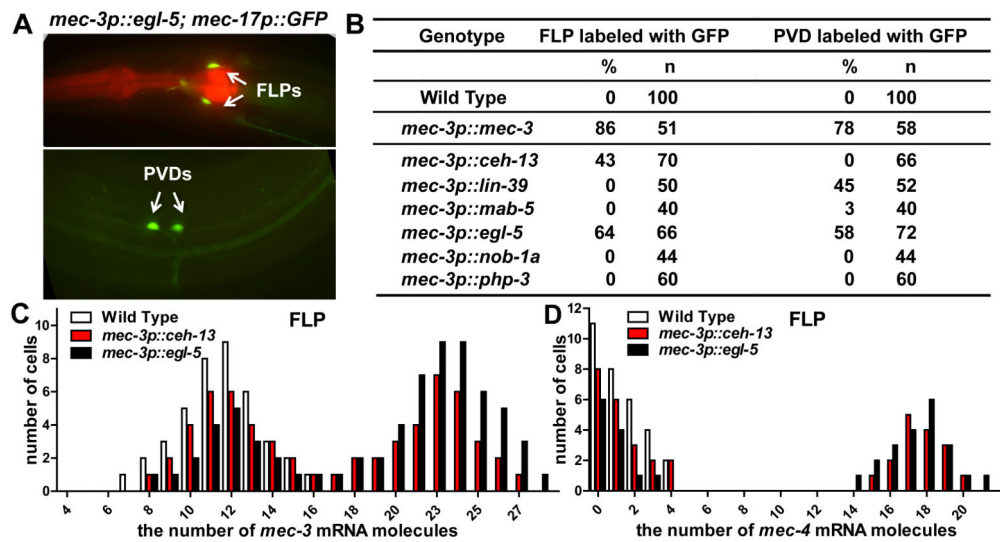 A
mec-3p::egl-5; mec-17p::GFP
FLPs
PVDs
B
Genotype FLP labeled with GFP PVD labeled with GFP
% n % n
Wild Type 0 100 0 100
mec-3p::mec-3 86 51 78 58
mec-3p::ceh-13 43 70 0 66
mec-3p::lin-39 0 50 45 52
mec-3p::mab-5 0 40 3 40
mec-3p::egl-5 64 66 58 72
mec-3p::nob-1a 0 44 0 44
mec-3p::php-3 0 60 0 60
C
FLP
Wild Type
mec-3p::ceh-13
mec-3p::egl-5
number of cells
10
8
6
4
2
0
4 6 8 10 12 14 16 18 20 23 25 27
the number of mec-3 mRNA molecules
D
FLP
Wild Type
mec-3p::ceh-13
mec-3p::egl-5
number of cells
12
10
8
6
4
2
0
0 2 4 6 8 10 12 14 16 18 20
the number of mec-4 mRNA molecules